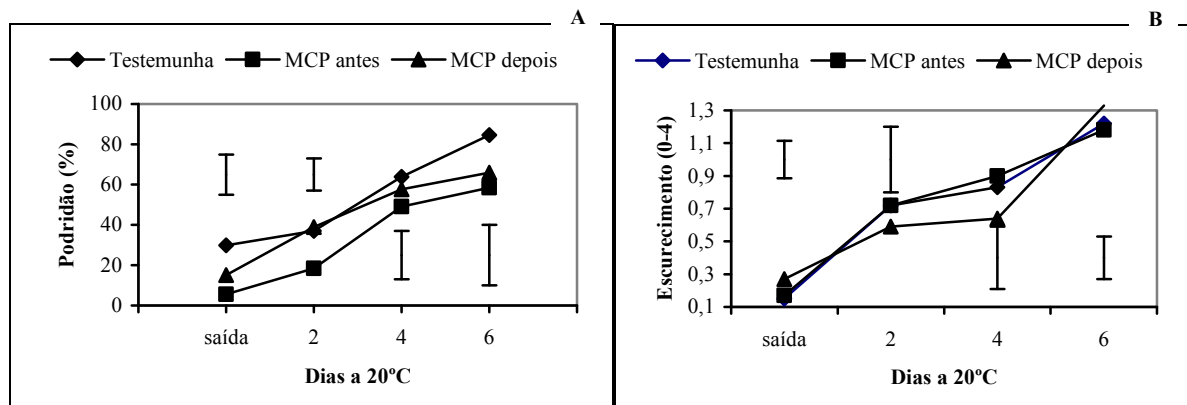 A
Testemunha MCP antes MCP depois
Podridão (%)
100
80
60
40
20
0
saída 2 4 6
Dias a 20ºC
B
Testemunha MCP antes MCP depois
Escurecimento (0-4)
1,3
1,1
0,9
0,7
0,5
0,3
0,1
saída 2 4 6
Dias a 20ºC